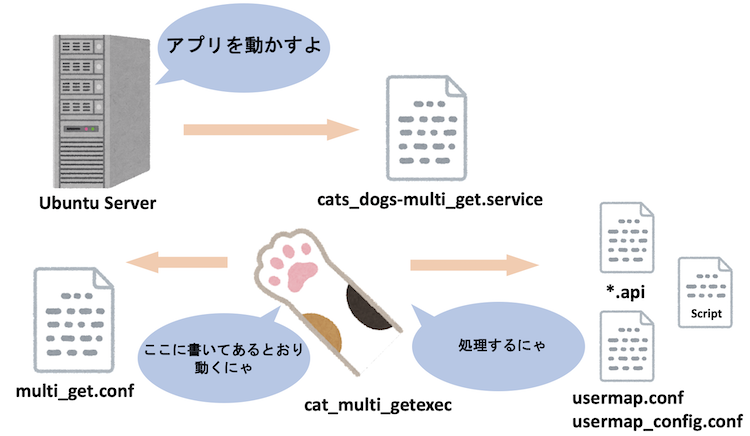 アプリを動かすよ
Ubuntu Server
cats_dogs-multi_get.service
*.api
Script
ここに書いてあるとおり
動くにゃ
処理するにゃ
multi_get.conf
cat_multi_getexec
usermap.conf
usermap_config.conf